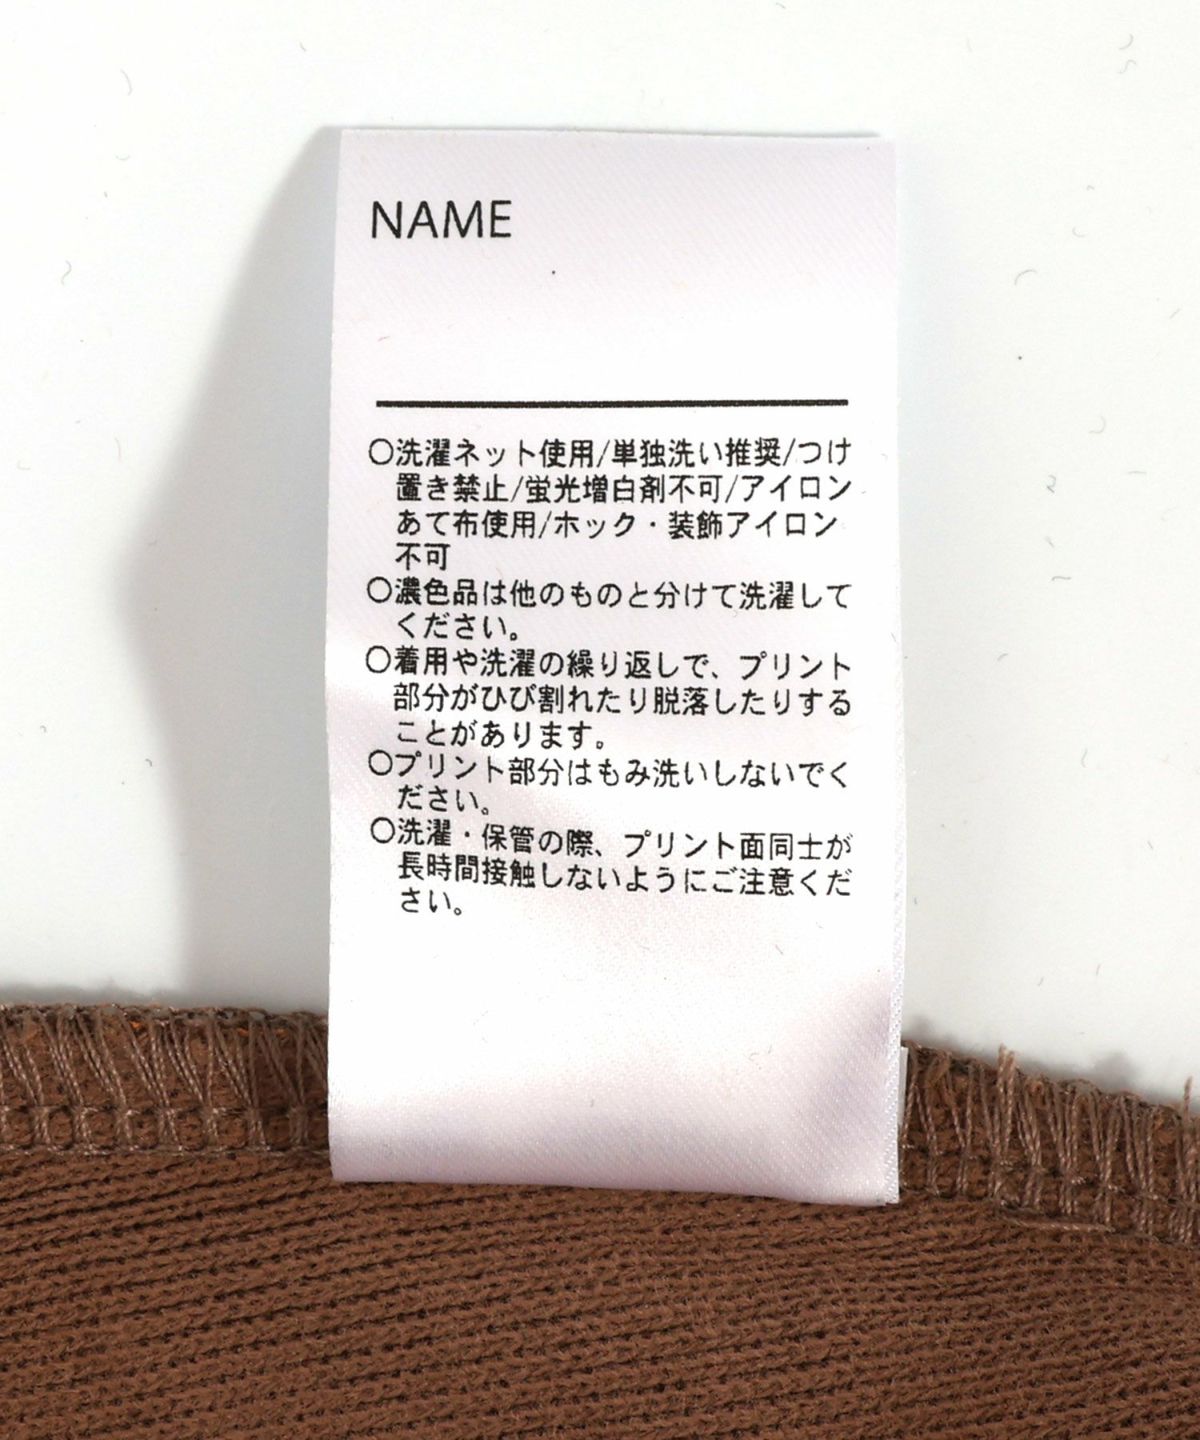 NAME
○洗濯ネット使用/単独洗い推奨/つけ
置き禁止/蛍光増白剤不可/アイロン
あて布使用/ホック・装飾アイロン
不可
○濃色品は他のものと分けて洗濯して
ください。
○着用や洗濯の繰り返しで、プリント
部分がひび割れたり脱落したりする
ことがあります。
○プリント部分はもみ洗いしないでく
ださい。
○洗濯・保管の際、プリント面同士が
長時間接触しないようにご注意くだ
さい。